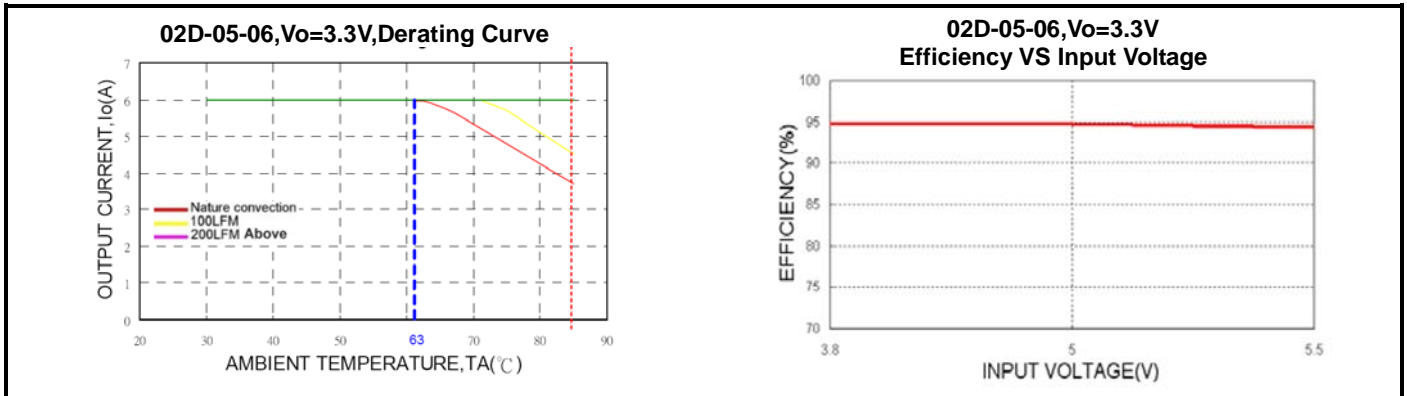 02D-05-06,Vo=3.3V,Derating Curve
7
6
5
4
3
2
1
0
OUTPUT CURRENT,Io(A)
Nature convection
100LFM
200LFM Above
20 30 40 50 63 70 80 90
AMBIENT TEMPERATURE,TA(℃)
02D-05-06,Vo=3.3V
Efficiency VS Input Voltage
100
95
90
85
80
75
70
EFFICIENCY(%)
3.8 5 5.5
INPUT VOLTAGE(V)